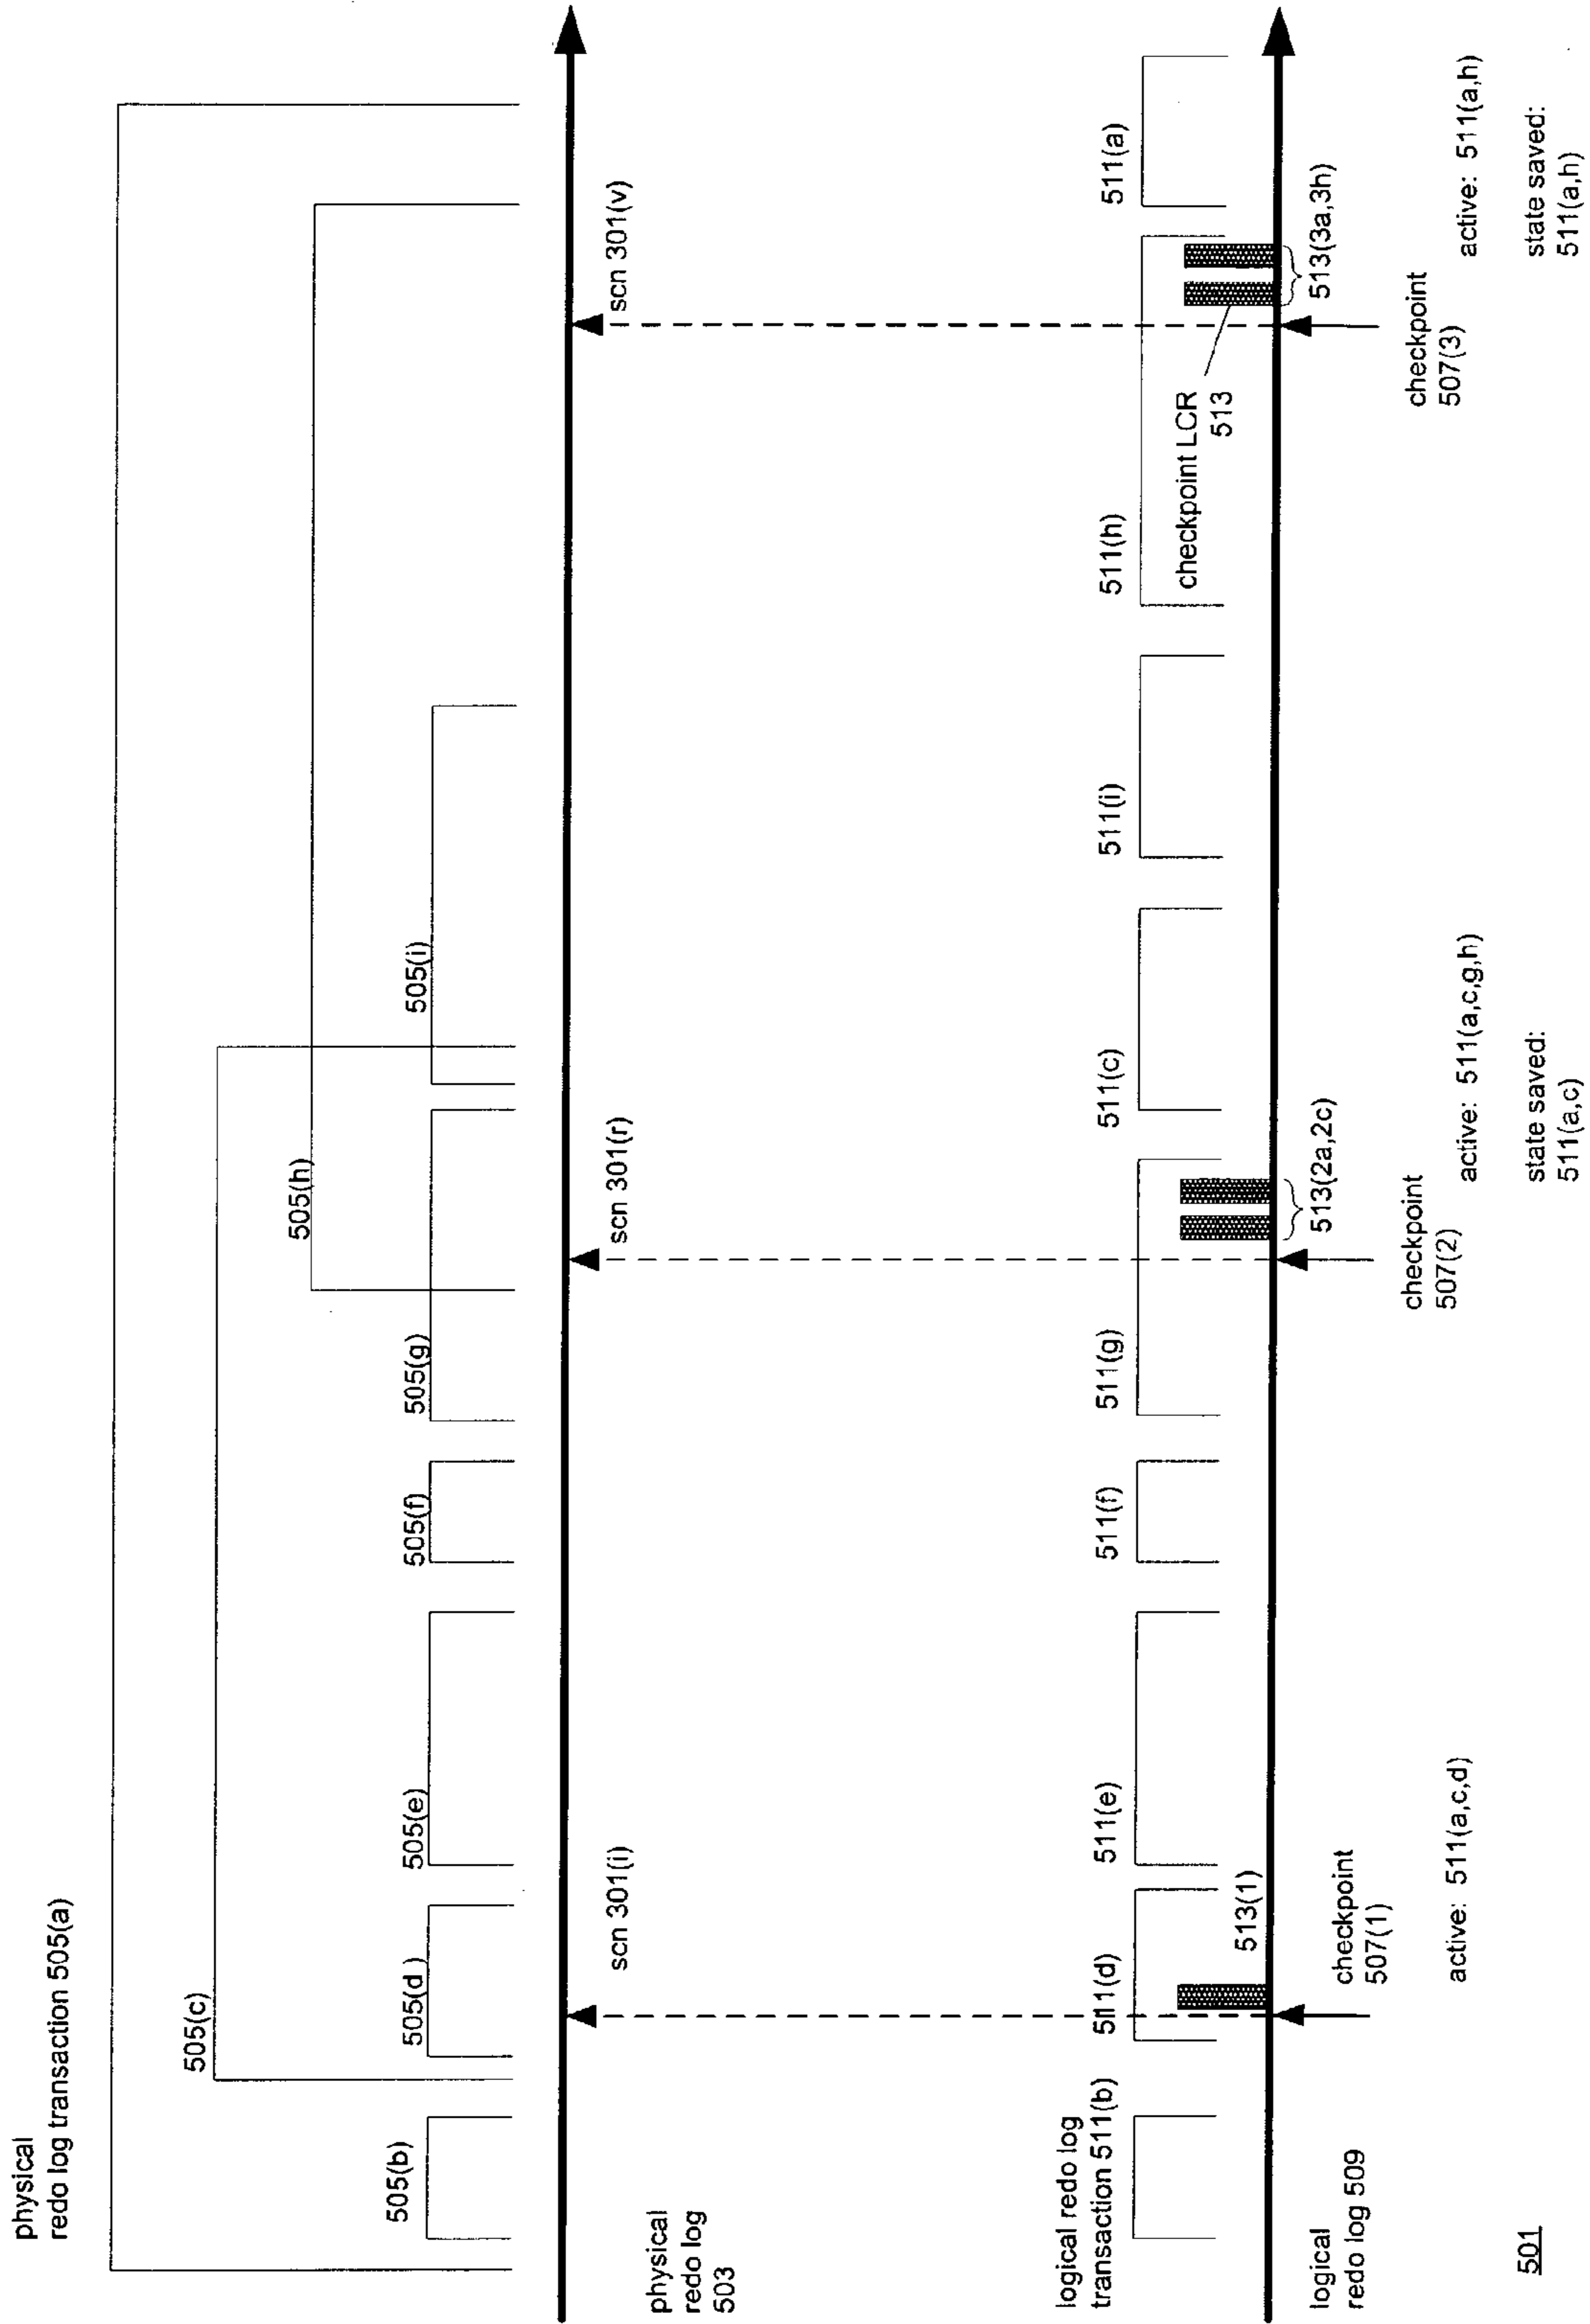 physical
redo log transaction 505(a)
505(c)
505(h)
505(b)
505(d )
505(e)
505(f)
505(g)
505(i)
scn 301(i)
scn 301(r)
scn 301(v)
physical
redo log
503
logical redo log
transaction 511(b)
511(d)
511(e)
511(f)
511(g)
511(c)
511(i)
511(h)
511(a)
checkpoint LCR
513
513(1)
513(2a,2c)
513(3a,3h)
logical
redo log 509
checkpoint
507(1)
checkpoint
507(2)
checkpoint
507(3)
active: 511(a,c,d)
active: 511(a,c,g,h)
active: 511(a,h)
state saved:
511(a,c)
state saved:
511(a,h)
501